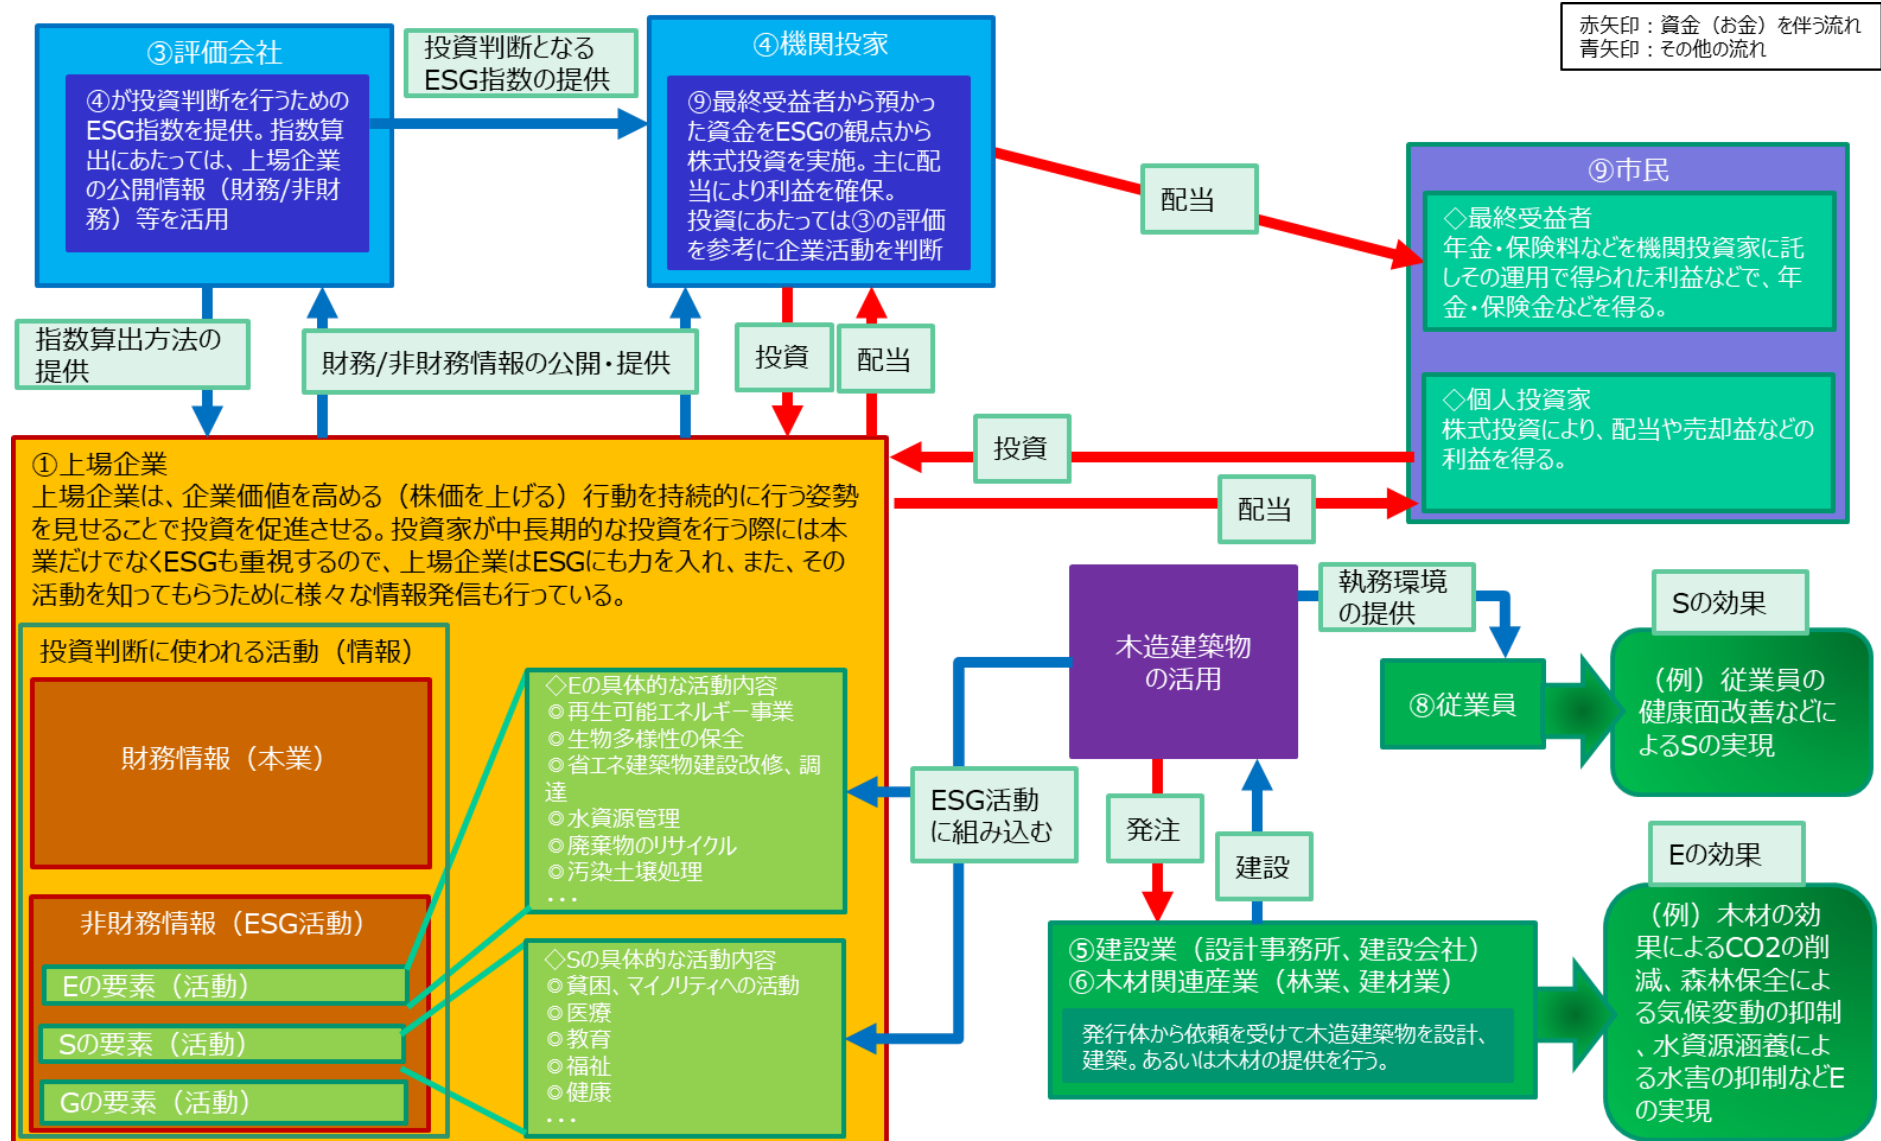 赤矢印：資金（お金）を伴う流れ
青矢印：その他の流れ
③評価会社
④が投資判断を行うための
ESG指数を提供。指数算
出にあたっては、上場企業
の公開情報（財務/非財
務）等を活用
投資判断となる
ESG指数の提供
④機関投家
⑨最終受益者から預かっ
た資金をESGの観点から
株式投資を実施。主に配
当により利益を確保。
投資にあたっては③の評価
を参考に企業活動を判断
配当
⑨市民
◇最終受益者
年金・保険料などを機関投資家に託
しその運用で得られた利益などで、年
金・保険金などを得る。
◇個人投資家
株式投資により、配当や売却益などの
利益を得る。
指数算出方法の
提供
財務/非財務情報の公開・提供
投資
配当
投資
配当
①上場企業
上場企業は、企業価値を高める（株価を上げる）行動を持続的に行う姿勢
を見せることで投資を促進させる。投資家が中長期的な投資を行う際には本
業だけでなくESGも重視するので、上場企業はESGにも力を入れ、また、その
活動を知ってもらうために様々な情報発信も行っている。
投資判断に使われる活動（情報）
財務情報（本業）
非財務情報（ESG活動）
Eの要素（活動）
Sの要素（活動）
Gの要素（活動）
◇Eの具体的な活動内容
◎再生可能エネルギー事業
◎生物多様性の保全
◎省エネ建築物建設改修、調
達
◎水資源管理
◎廃棄物のリサイクル
◎汚染土壌処理
・・・
◇Sの具体的な活動内容
◎貧困、マイノリティへの活動
◎医療
◎教育
◎福祉
◎健康
・・・
ESG活動
に組み込む
木造建築物
の活用
執務環境
の提供
⑧従業員
Sの効果
（例）従業員の
健康面改善などに
よるSの実現
発注
建設
⑤建設業（設計事務所、建設会社）
⑥木材関連産業（林業、建材業）
発行体から依頼を受けて木造建築物を設計、
建築。あるいは木材の提供を行う。
Eの効果
（例）木材の効
果によるCO2の削
減、森林保全によ
る気候変動の抑制
、水資源涵養によ
る水害の抑制などE
の実現